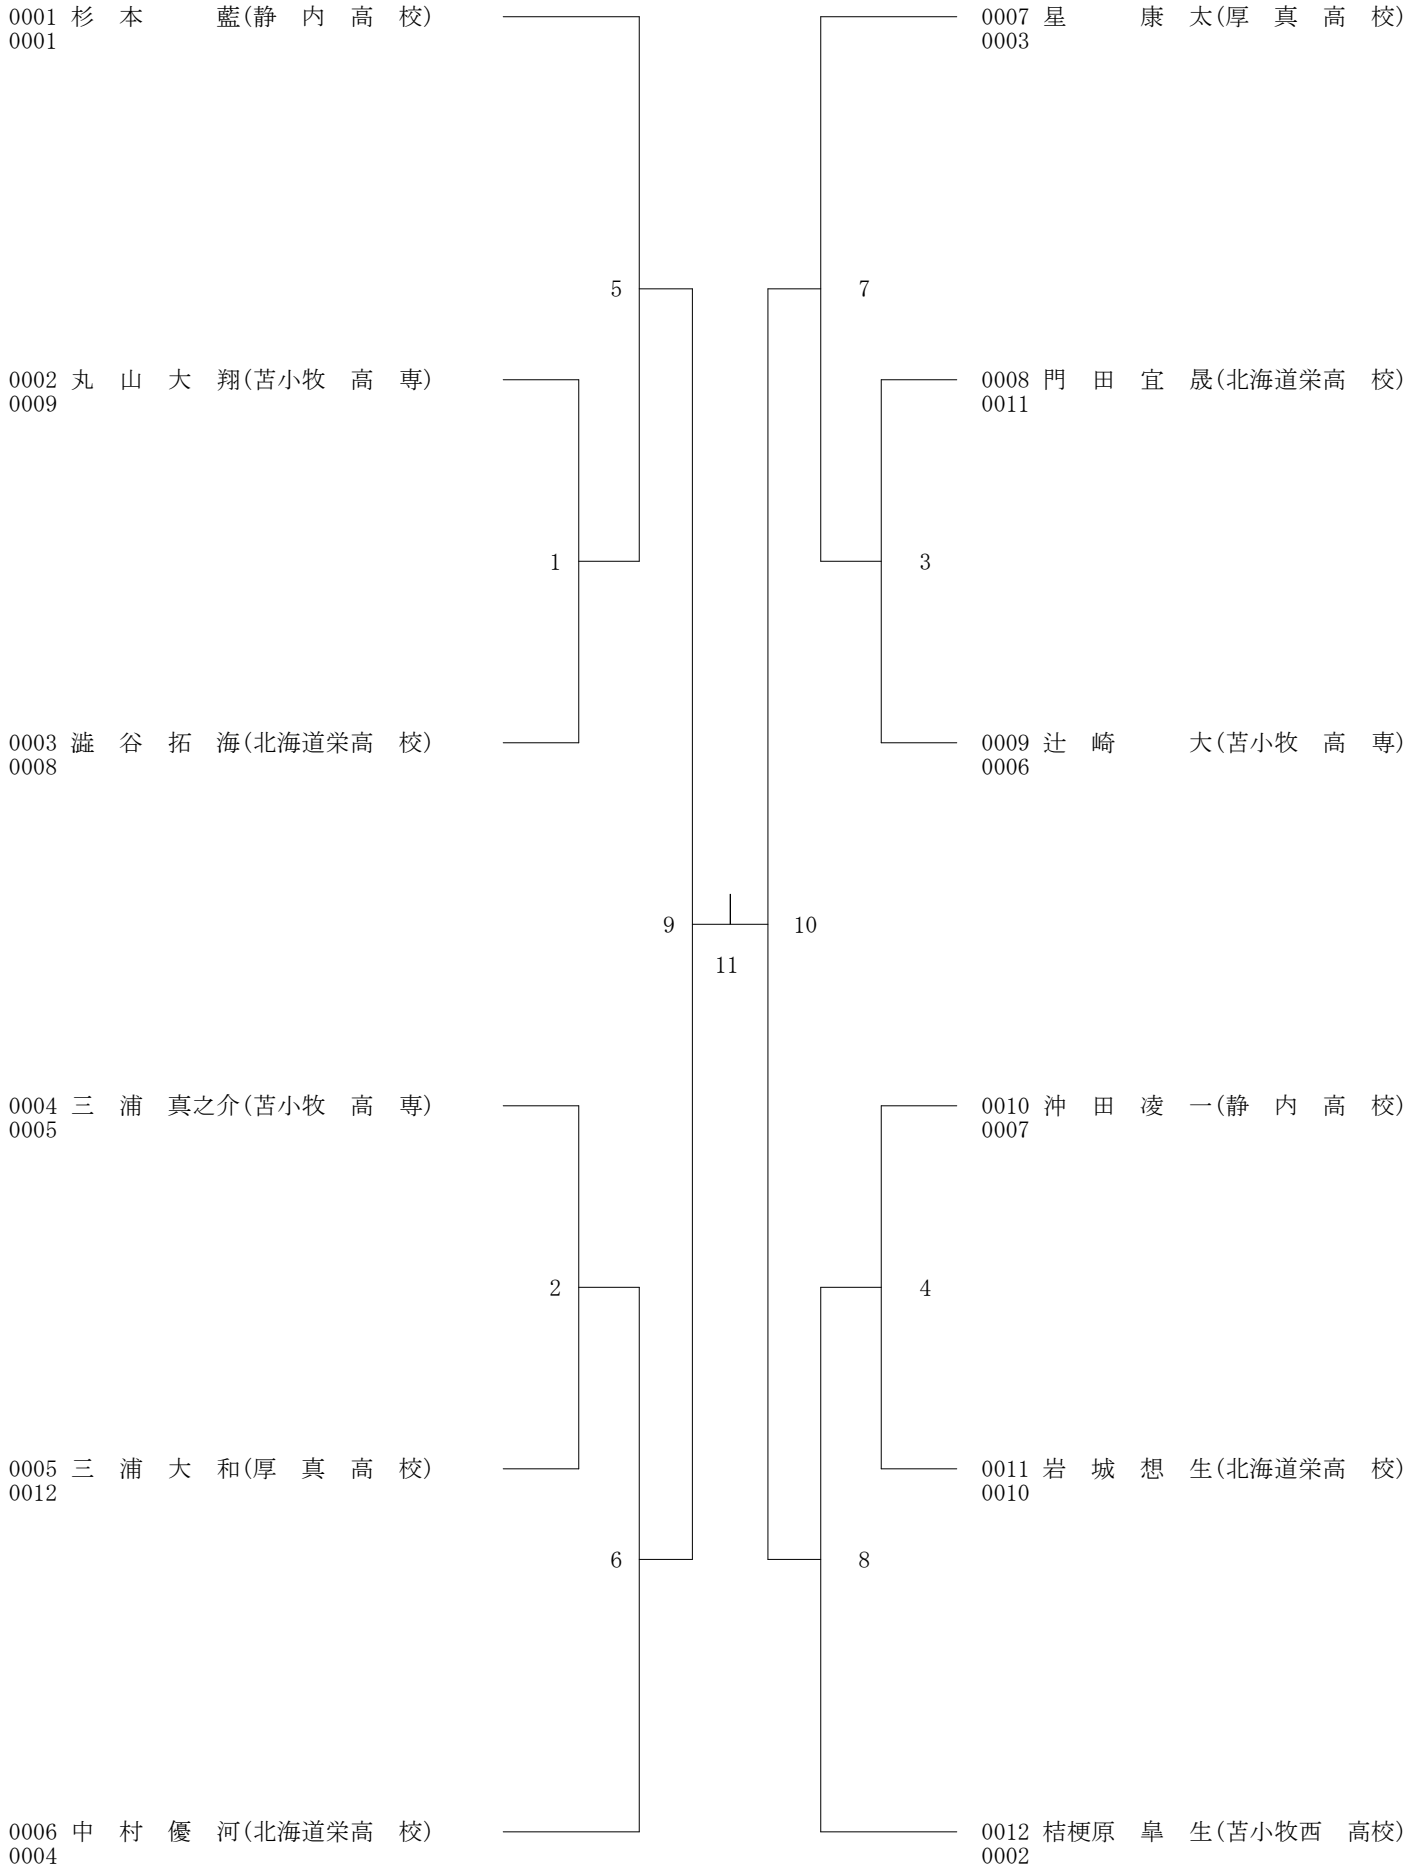 0001 杉　本　　　藍(静　内　高　校)
0001
0002 丸　山　大　翔(苫小牧　高　専)
0009
0003 澁　谷　拓　海(北海道栄高　校)
0008
0004 三　浦　真之介(苫小牧　高　専)
0005
0005 三　浦　大　和(厚　真　高　校)
0012
0006 中　村　優　河(北海道栄高　校)
0004
5
1
9
2
6
11
7
3
10
4
8
0007 星　　　康　太(厚　真　高　校)
0003
0008 門　田　宜　晟(北海道栄高　校)
0011
0009 辻　崎　　　大(苫小牧　高　専)
0006
0010 沖　田　凌　一(静　内　高　校)
0007
0011 岩　城　想　生(北海道栄高　校)
0010
0012 桔梗原　皐　生(苫小牧西　高校)
0002